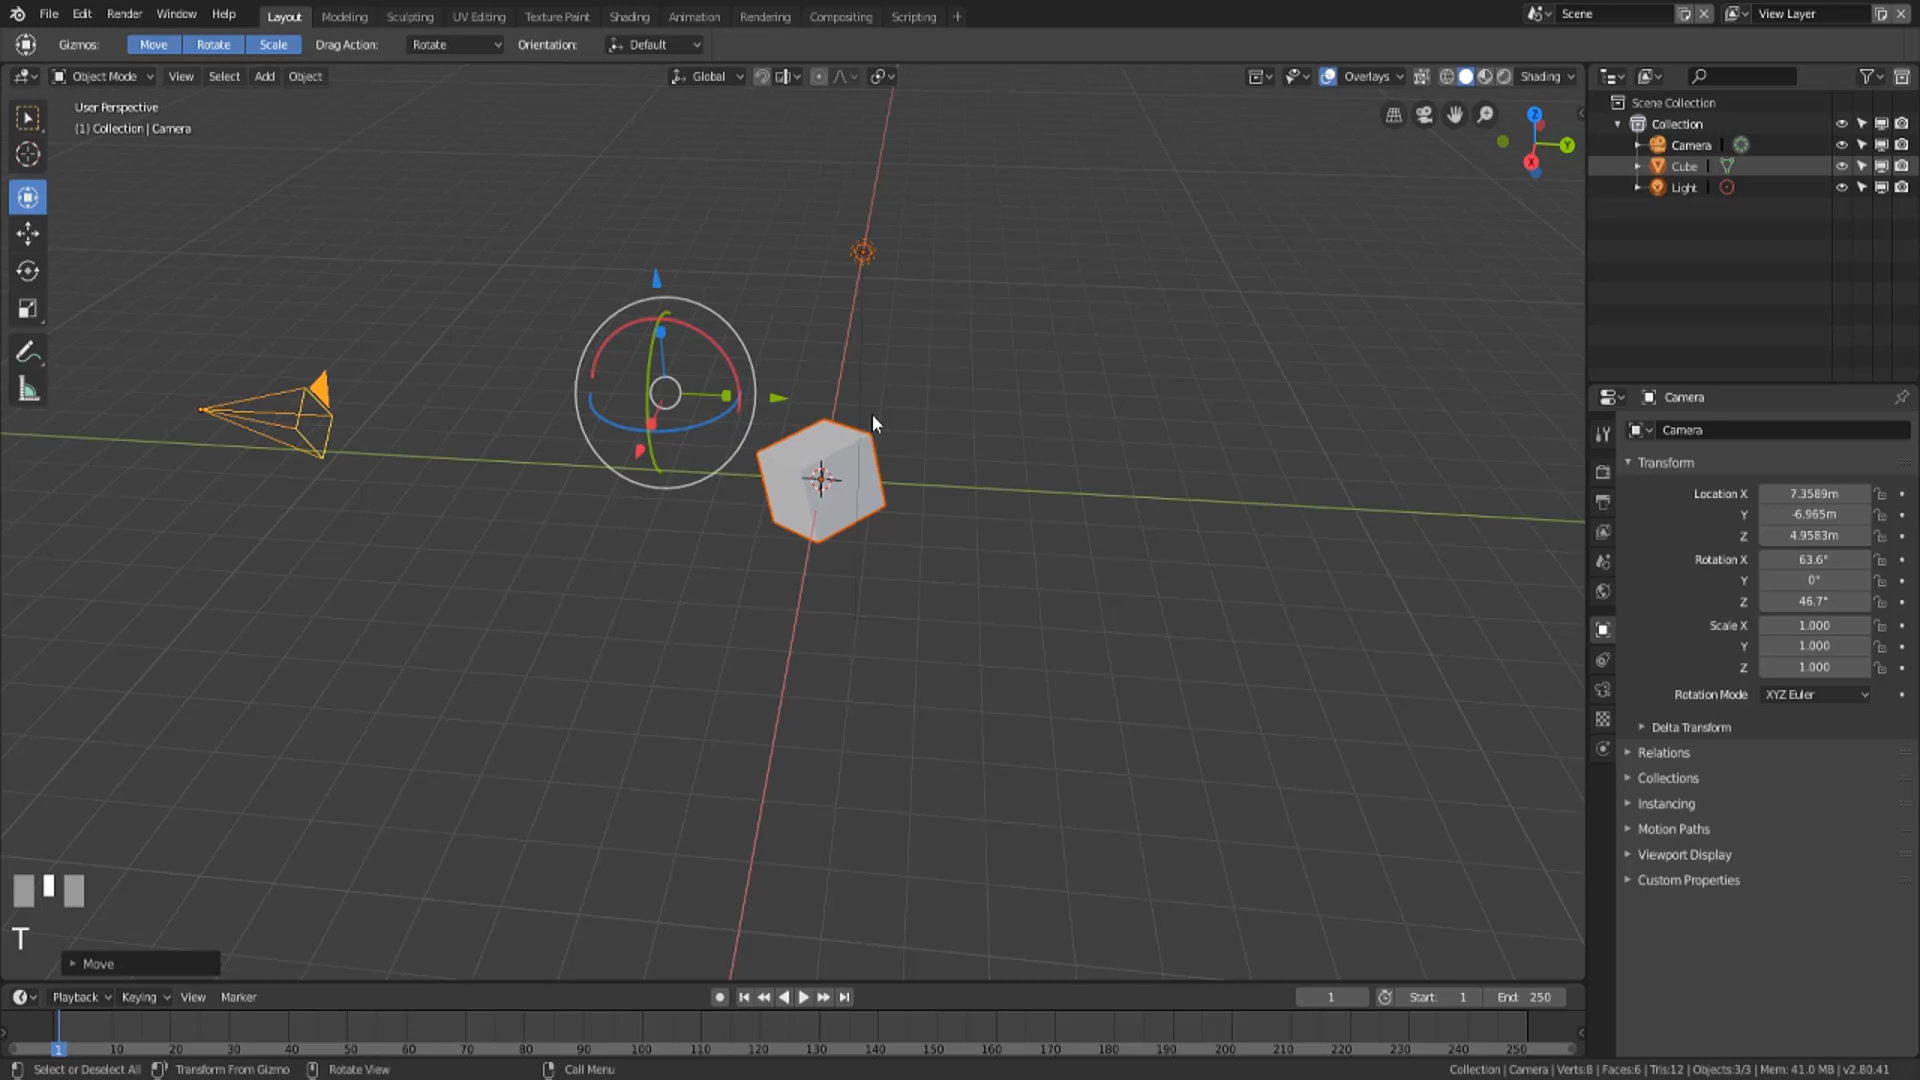 File Edit Render Window Help Layout Modeling Sculpting UV Editing Texture Paint Shading Animation Rendering Compositing Scripting + Scene View Layer
Gizmos: Move Rotate Scale Drag Action: Rotate Orientation: Default
Object Mode View Select Add Object Global Overlays Shading
User Perspective
(1) Collection | Camera
Z
Y
X
Scene Collection
Collection
Camera
Cube
Light
Camera
Camera
Transform
Location X 7.3589m
Y -6.965m
Z 4.9583m
Rotation X 63.6°
Y 0°
Z 46.7°
Scale X 1.000
Y 1.000
Z 1.000
Rotation Mode XYZ Euler
Delta Transform
Relations
Collections
Instancing
Motion Paths
Viewport Display
Custom Properties
T
Move
Playback Keying View Marker 1 Start: 1 End: 250
1 10 20 30 40 50 60 70 80 90 100 110 120 130 140 150 160 170 180 190 200 210 220 230 240 250
Select or Deselect All Transform From Gizmo Rotate View Call Menu Collection | Camera | Verts:8 | Faces:6 | Tris:12 | Objects:3/3 | Mem: 41.0 MB | v2.80.41